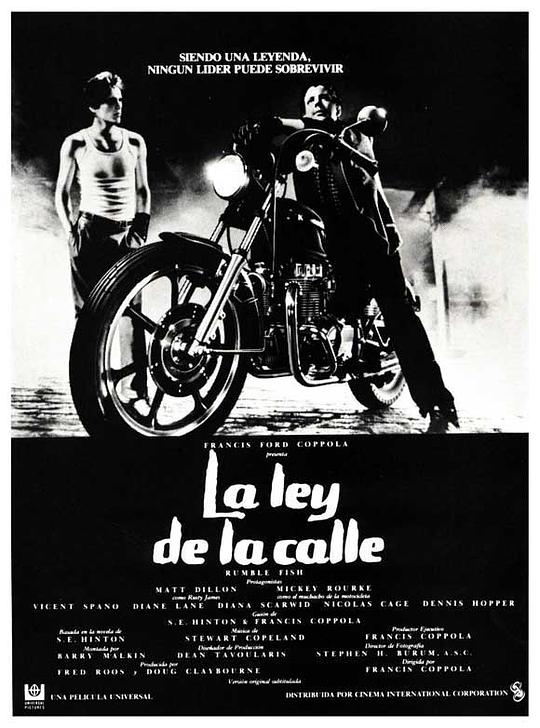 SIENDO UNA LEYENDA,
NINGUN LIDER PUEDE SOBREVIVIR
FRANCIS FORD COPPOLA
presenta
La ley
de la calle
RUMBLE FISH
Protagonistas
MATT DILLON MICKEY ROURKE
como Rusty James como el muchacho de la motocicleta
VICENT SPANO DIANE LANE DIANA SCARWID NICOLAS CAGE DENNIS HOPPER
Guión de
S.E. HINTON & FRANCIS COPPOLA
Basada en la novela de Música de Productor Ejecutivo
S.E. HINTON STEWART COPELAND FRANCIS COPPOLA
Montada por Diseñador de Producción Director de Fotografía
BARRY MALKIN DEAN TAVOULARIS STEPHEN H. BURUM, A.S.C.
Producida por Dirigida por
FRED ROOS y DOUG CLAYBOURNE FRANCIS COPPOLA
Versión original subtitulada
UNIVERSAL
PICTURES
UNA PELICULA UNIVERSAL DISTRIBUIDA POR CINEMA INTERNATIONAL CORPORATION